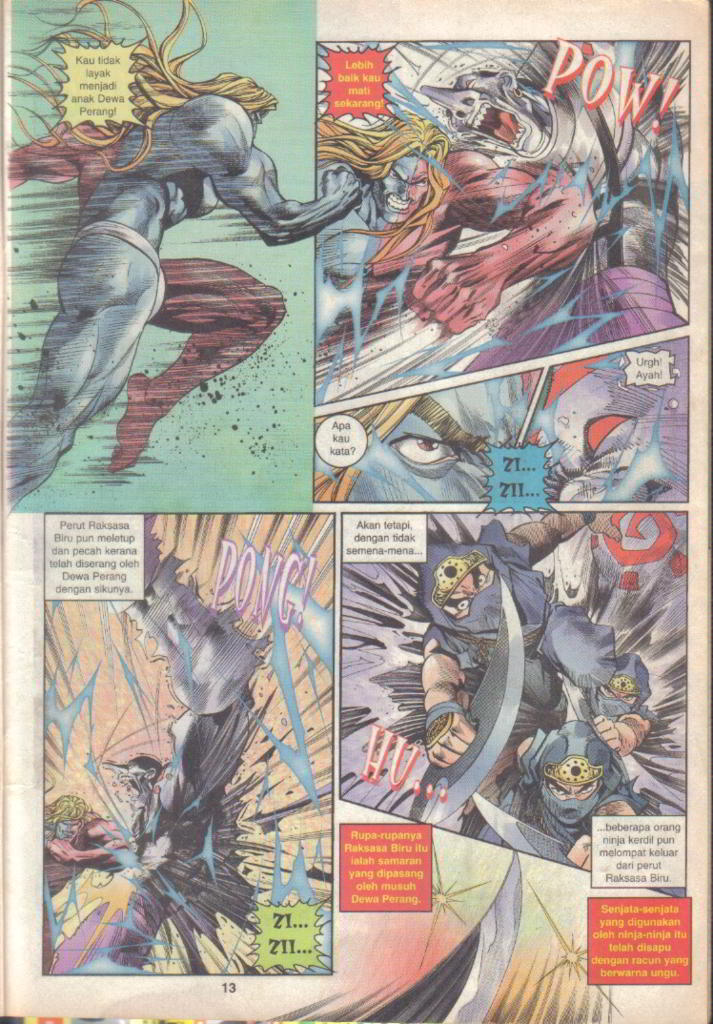 Kau tidak
layak
menjadi
anak Dewa
Perang!
Lebih
baik kau
mati
sekarang!
POW!
Urgh!
Ayah!
Apa
kau
kata?
ZI...
ZII...
Perut Raksasa
Biru pun meletup
dan pecah kerana
telah diserang oleh
Dewa Perang
dengan sikunya.
PONG!
Akan tetapi,
dengan tidak
semena-mena...
HU...
...beberapa orang
ninja kerdil pun
melompat keluar
dari perut
Raksasa Biru.
Rupa-rupanya
Raksasa Biru itu
ialah samaran
yang dipasang
oleh musuh
Dewa Perang.
Senjata-senjata
yang digunakan
oleh ninja-ninja itu
telah disapu
dengan racun yang
berwarna ungu.
ZI...
ZII...
13